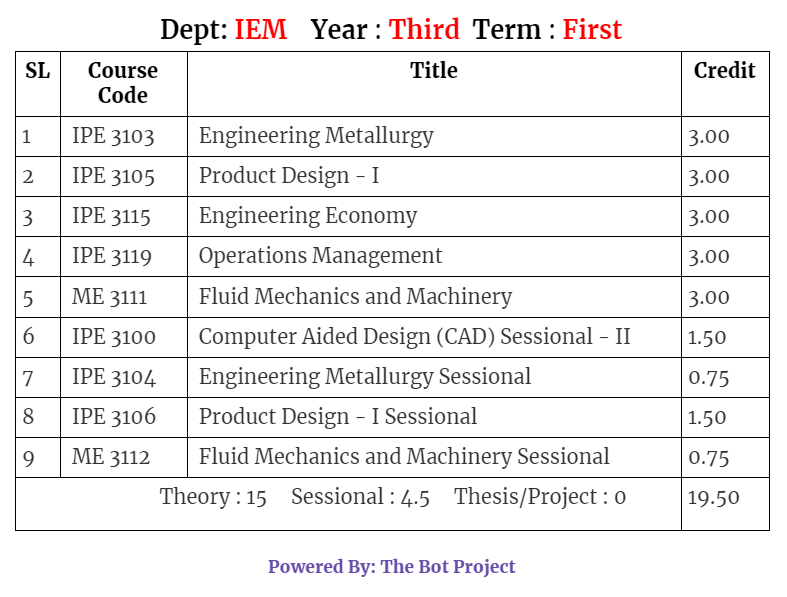 Dept: IEM Year : Third Term : First
SL Course Code Title Credit
1 IPE 3103 Engineering Metallurgy 3.00
2 IPE 3105 Product Design - I 3.00
3 IPE 3115 Engineering Economy 3.00
4 IPE 3119 Operations Management 3.00
5 ME 3111 Fluid Mechanics and Machinery 3.00
6 IPE 3100 Computer Aided Design (CAD) Sessional - II 1.50
7 IPE 3104 Engineering Metallurgy Sessional 0.75
8 IPE 3106 Product Design - I Sessional 1.50
9 ME 3112 Fluid Mechanics and Machinery Sessional 0.75
Theory : 15 Sessional : 4.5 Thesis/Project : 0 19.50
Powered By: The Bot Project